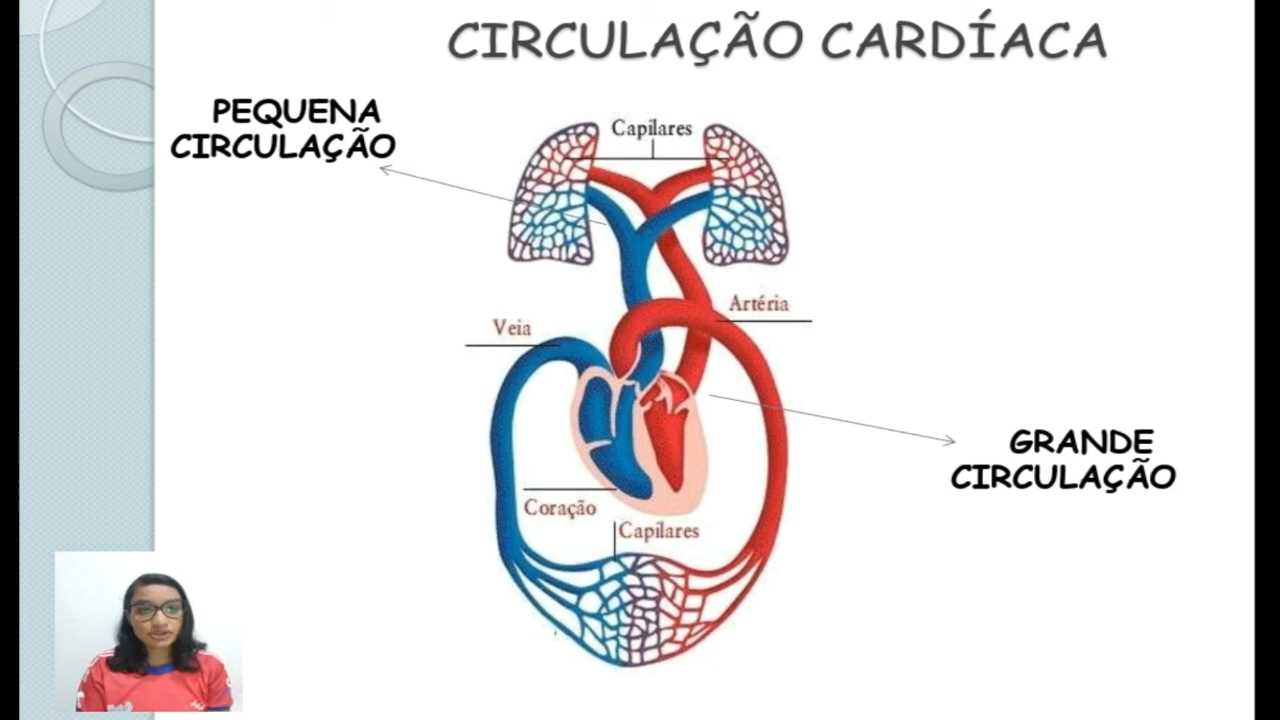 CIRCULAÇÃO CARDÍACA
PEQUENA
CIRCULAÇÃO
Capilares
Artéria
Veia
GRANDE
CIRCULAÇÃO
Coração
Capilares